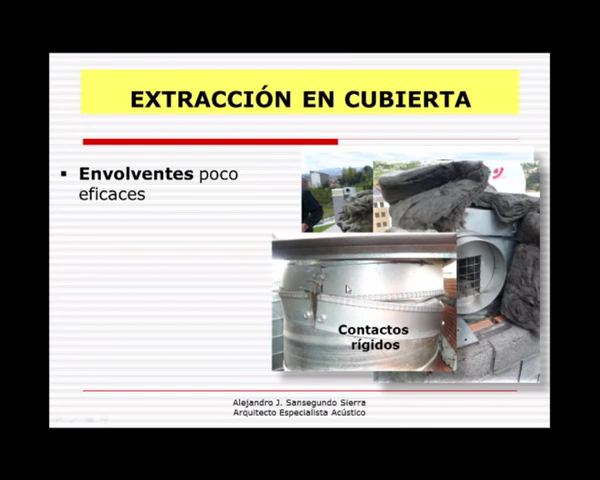 EXTRACCIÓN EN CUBIERTA
▪ Envolventes poco
eficaces
Contactos
rígidos
Alejandro J. Sansegundo Sierra
Arquitecto Especialista Acústico